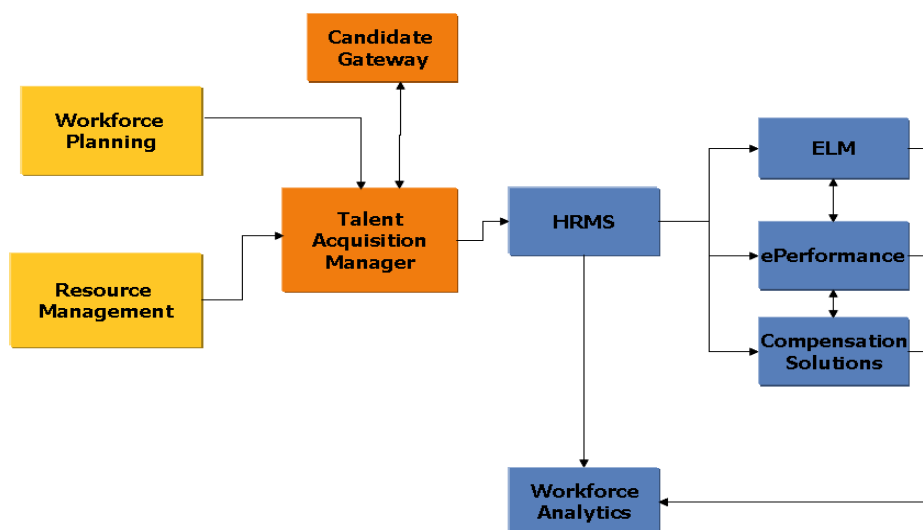 Candidate
Gateway
Workforce
Planning
ELM
Talent
Acquisition
Manager
HRMS
ePerformance
Resource
Management
Compensation
Solutions
Workforce
Analytics